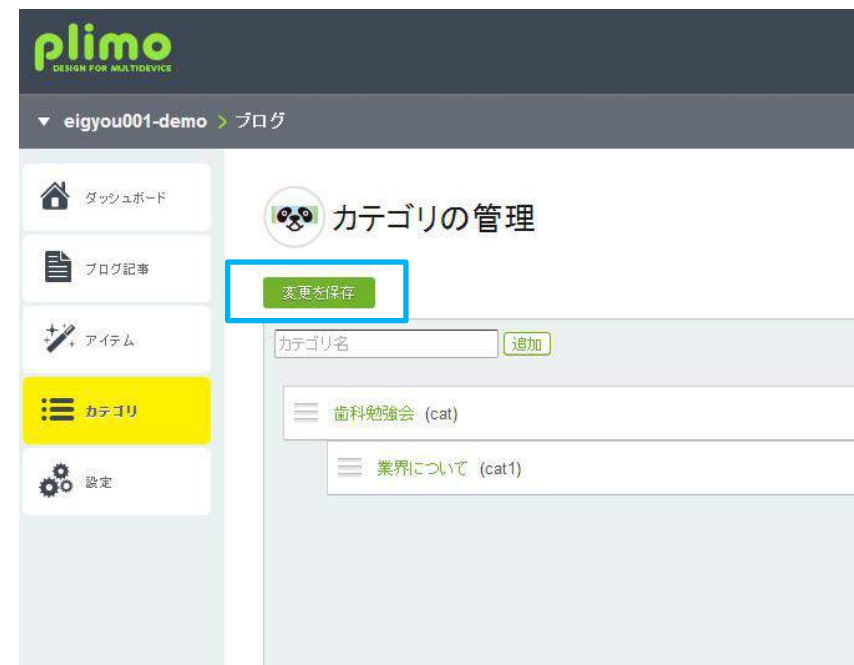 plimo
DESIGN FOR MULTIDEVICE
▼ eigyou001-demo > ブログ
ダッシュボード
ブログ記事
アイテム
カテゴリ
設定
カテゴリの管理
変更を保存
カテゴリ名 追加
歯科勉強会 (cat)
業界について (cat1)